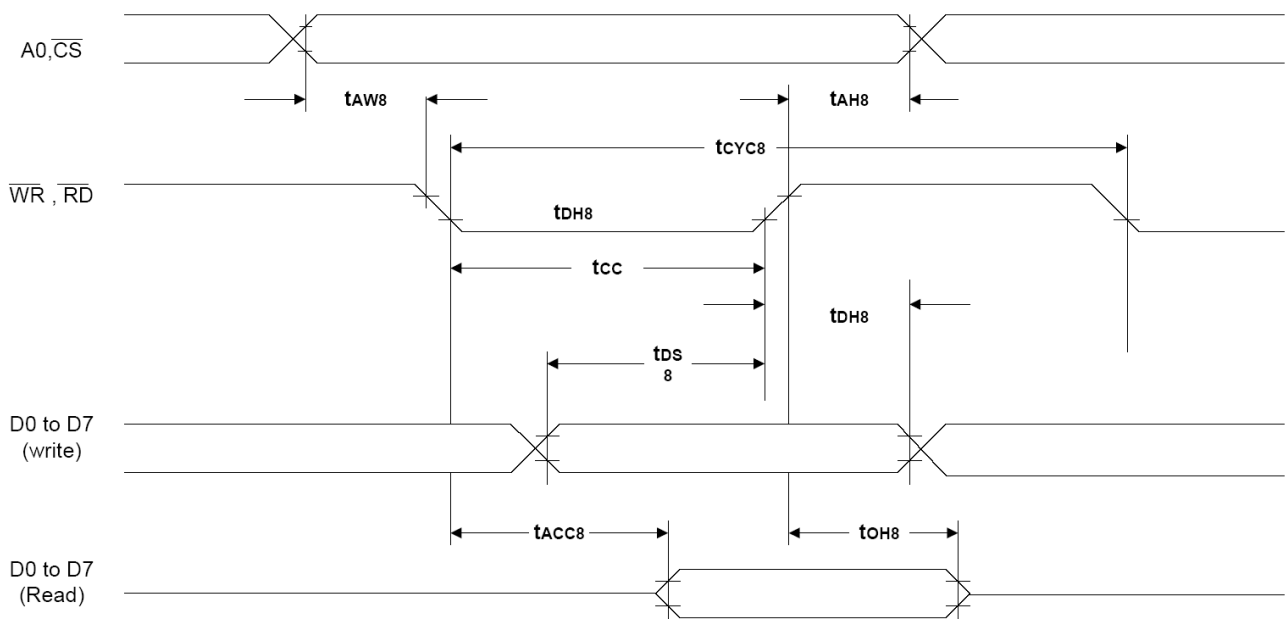 A0,CS
tAW8
tAH8
tCYC8
WR , RD
tDH8
tCC
tDH8
tDS
8
D0 to D7
(write)
tACC8
tOH8
D0 to D7
(Read)